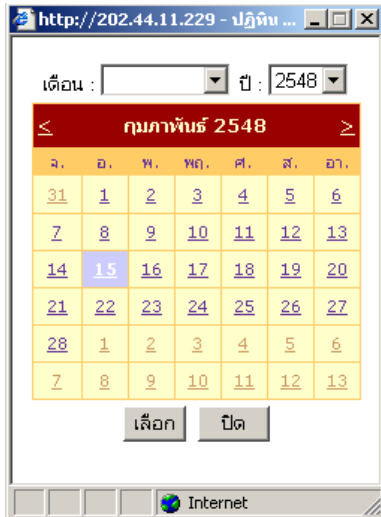 http://202.44.11.229 - ปฏิทิน ...
เดือน : ปี : 2548
< กุมภาพันธ์ 2548 >
จ. อ. พ. พฤ. ศ. ส. อา.
31 1 2 3 4 5 6
7 8 9 10 11 12 13
14 15 16 17 18 19 20
21 22 23 24 25 26 27
28 1 2 3 4 5 6
7 8 9 10 11 12 13
เลือก ปิด
Internet